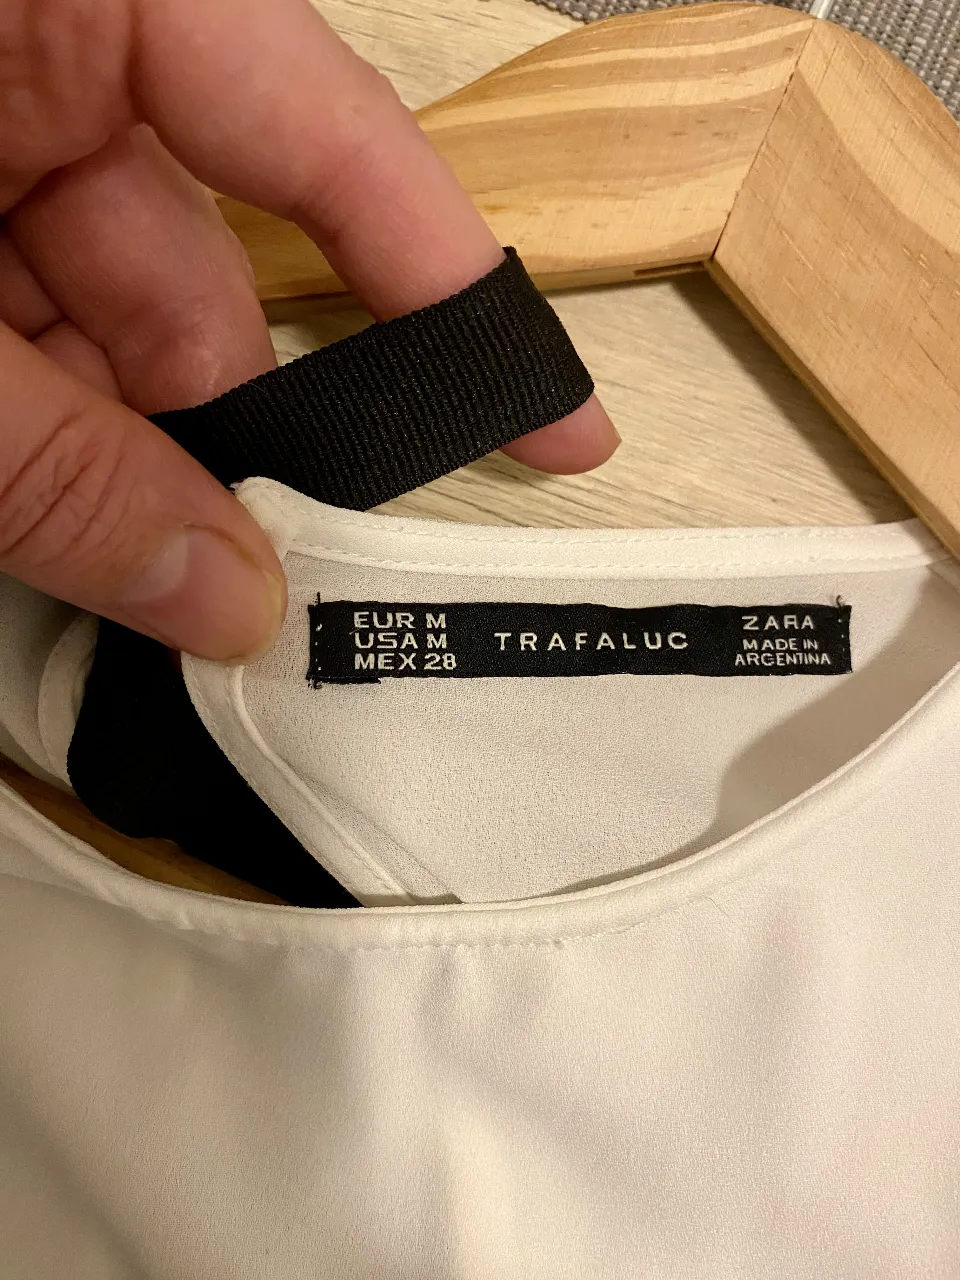 EUR M
USA M
MEX 28
TRAFALUC
ZARA
MADE IN
ARGENTINA